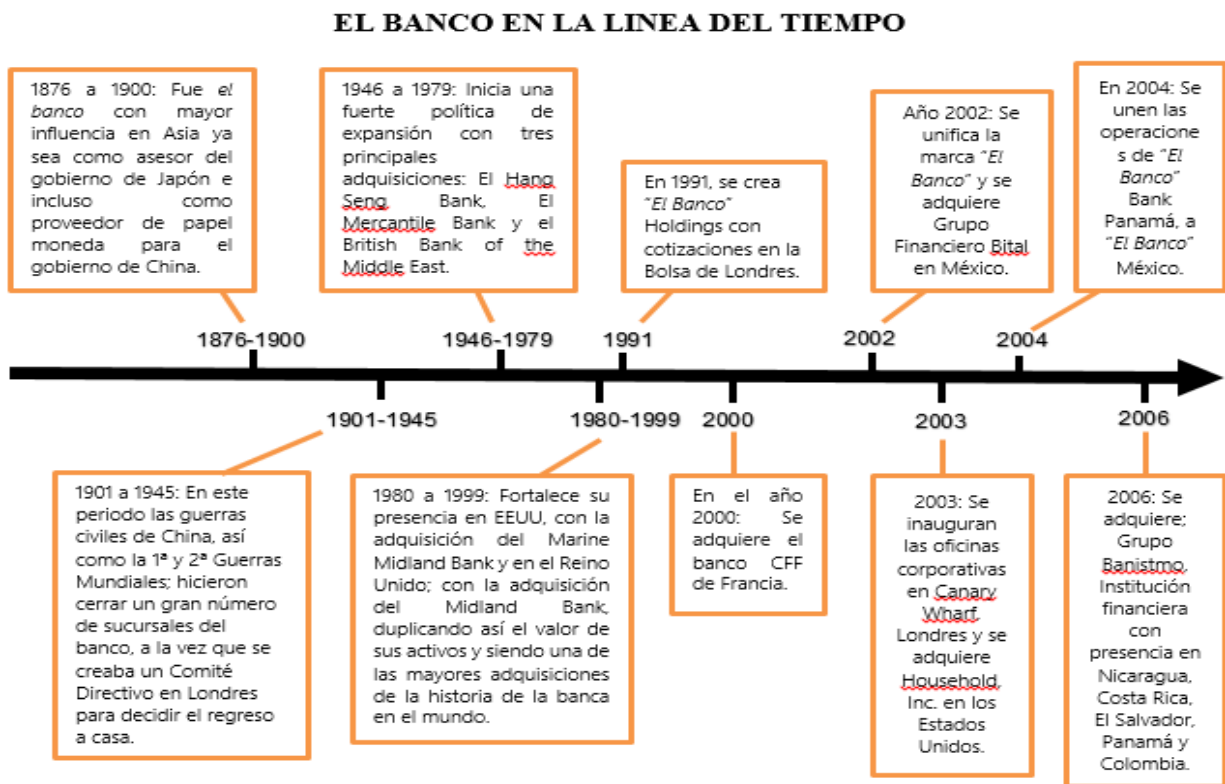 EL BANCO EN LA LINEA DEL TIEMPO
1876 a 1900: Fue el
banco con mayor
influencia en Asia ya
sea como asesor del
gobierno de Japón e
incluso como
proveedor de papel
moneda para el
gobierno de China.
1946 a 1979: Inicia una
fuerte política de
expansión con tres
principales
adquisiciones: El Hang
Seng Bank, El
Mercantile Bank y el
British Bank of the
Middle East.
En 1991, se crea
"El Banco"
Holdings con
cotizaciones en la
Bolsa de Londres.
Año 2002: Se
unifica la
marca "El
Banco" y se
adquiere
Grupo
Financiero Bital
en México.
En 2004: Se
unen las
operacione
s de "El
Banco"
Bank
Panamá, a
"El Banco"
México.
1876-1900
1946-1979
1991
2002
2004
1901-1945
1980-1999
2000
2003
2006
1901 a 1945: En este
periodo las guerras
civiles de China, así
como la 1ª y 2ª Guerras
Mundiales; hicieron
cerrar un gran número
de sucursales del
banco, a la vez que se
creaba un Comité
Directivo en Londres
para decidir el regreso
a casa.
1980 a 1999: Fortalece su
presencia en EEUU, con la
adquisición del Marine
Midland Bank y en el Reino
Unido; con la adquisición
del Midland Bank,
duplicando así el valor de
sus activos y siendo una de
las mayores adquisiciones
de la historia de la banca
en el mundo.
En el año
2000: Se
adquiere el
banco CFF
de Francia.
2003: Se
inauguran
las oficinas
corporativas
en Canary
Wharf,
Londres y se
adquiere
Household,
Inc. en los
Estados
Unidos.
2006: Se
adquiere;
Grupo
Banistmo,
Institución
financiera
con
presencia en
Nicaragua,
Costa Rica,
El Salvador,
Panamá y
Colombia.